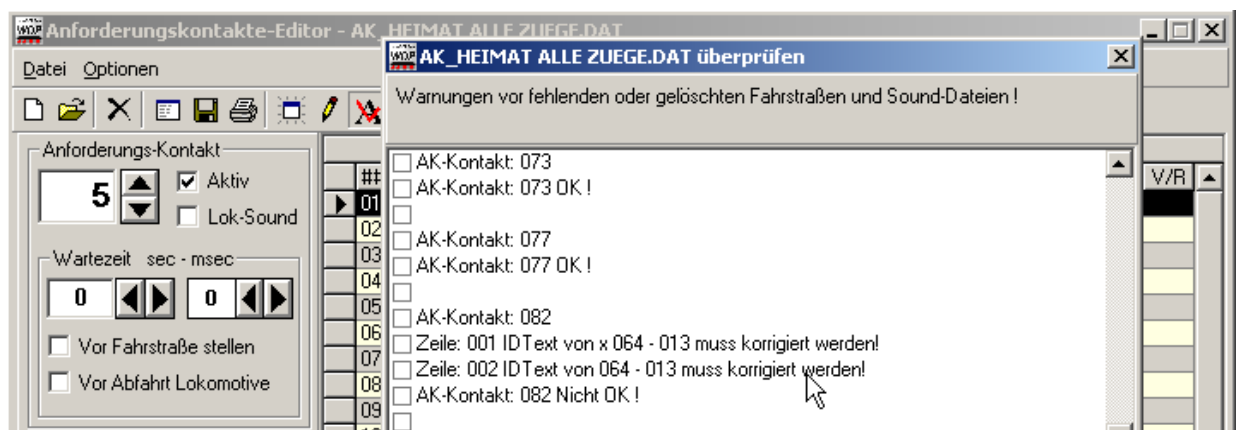 WDP Anforderungskontakte-Editor - AK_HEIMAT ALLE ZUEGE.DAT
Datei Optionen
Anforderungs-Kontakt
5
Aktiv
Lok-Sound
Wartezeit sec - msec
0
0
Vor Fahrstraße stellen
Vor Abfahrt Lokomotive
##
01
02
03
04
05
06
07
08
09
V/R
WDP AK_HEIMAT ALLE ZUEGE.DAT überprüfen
Warnungen vor fehlenden oder gelöschten Fahrstraßen und Sound-Dateien !
AK-Kontakt: 073
AK-Kontakt: 073 OK !
AK-Kontakt: 077
AK-Kontakt: 077 OK !
AK-Kontakt: 082
Zeile: 001 IDText von x 064 - 013 muss korrigiert werden!
Zeile: 002 IDText von 064 - 013 muss korrigiert werden!
AK-Kontakt: 082 Nicht OK !